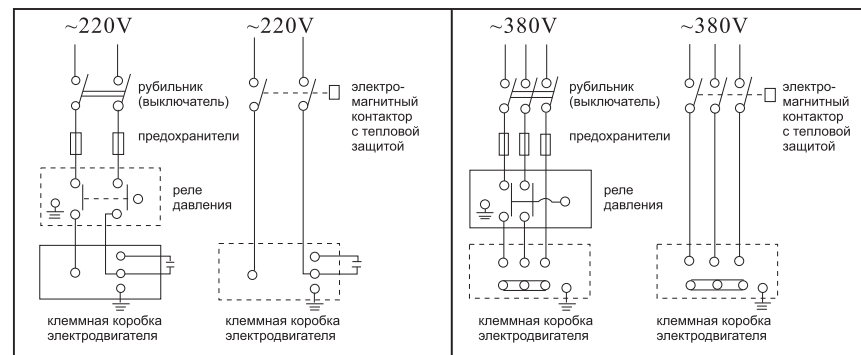 ~220V
~220V
рубильник
(выключатель)
электро-
магнитный
контактор
с тепловой
защитой
предохранители
реле
давления
клеммная коробка
электродвигателя
клеммная коробка
электродвигателя
~380V
~380V
рубильник
(выключатель)
электро-
магнитный
контактор
с тепловой
защитой
предохранители
реле
давления
клеммная коробка
электродвигателя
клеммная коробка
электродвигателя